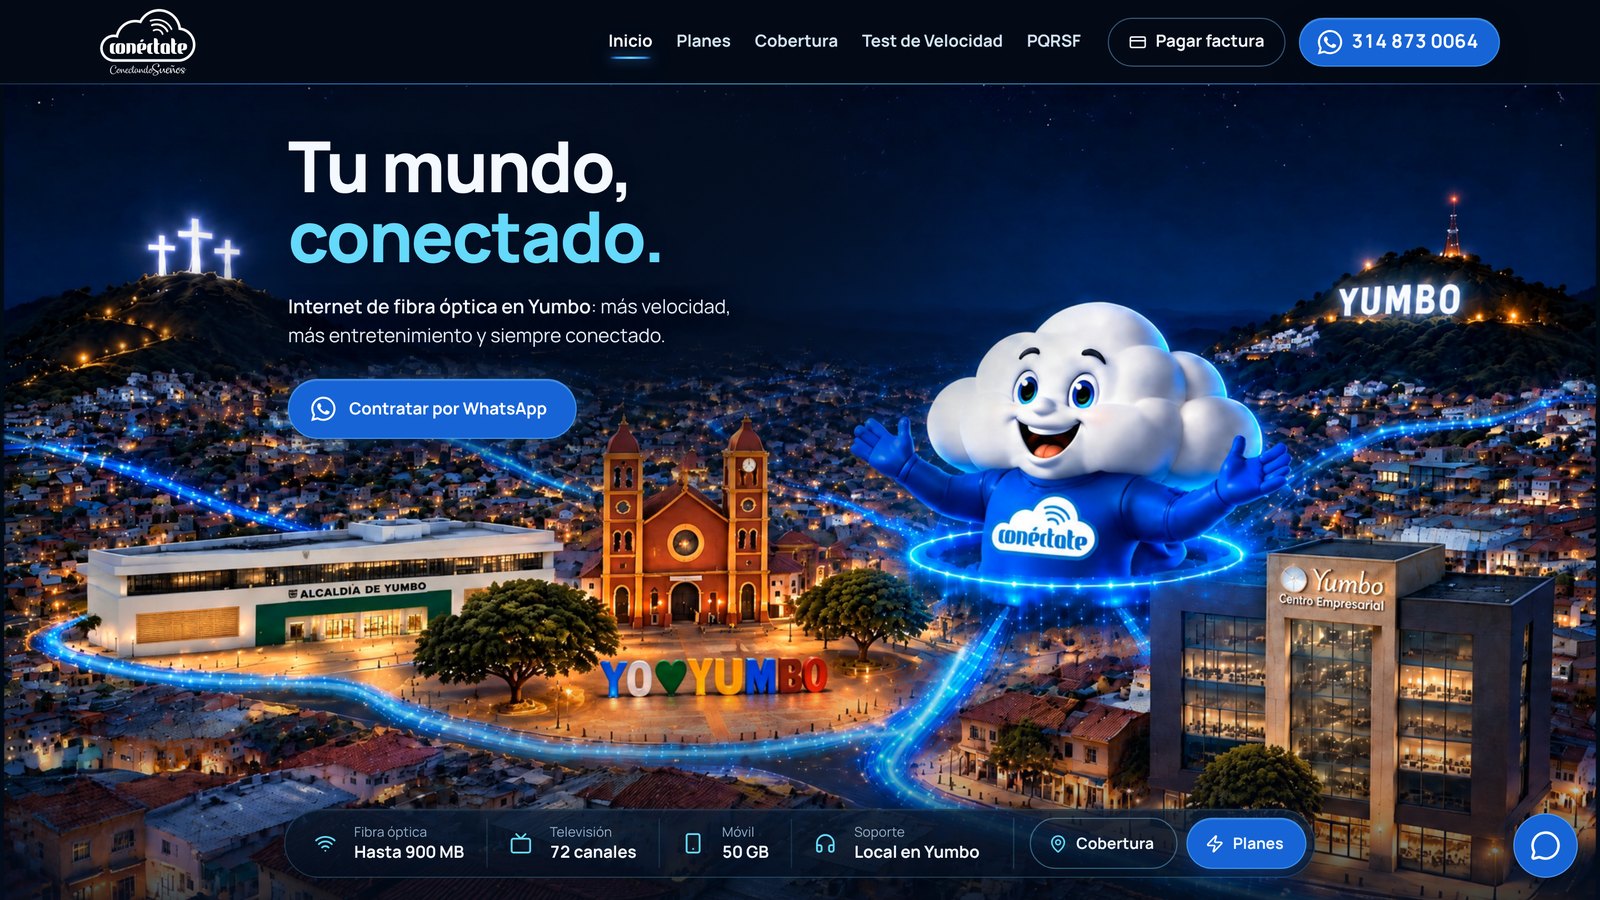 conéctate
ConectandoSueños
Inicio
Planes
Cobertura
Test de Velocidad
PQRSF
Pagar factura
314 873 0064
Tu mundo,
conectado.
Internet de fibra óptica en Yumbo: más velocidad,
más entretenimiento y siempre conectado.
Contratar por WhatsApp
YUMBO
conéctate
ALCALDÍA DE YUMBO
Yumbo
Centro Empresarial
YO YUMBO
Fibra óptica
Hasta 900 MB
Televisión
72 canales
Móvil
50 GB
Soporte
Local en Yumbo
Cobertura
Planes